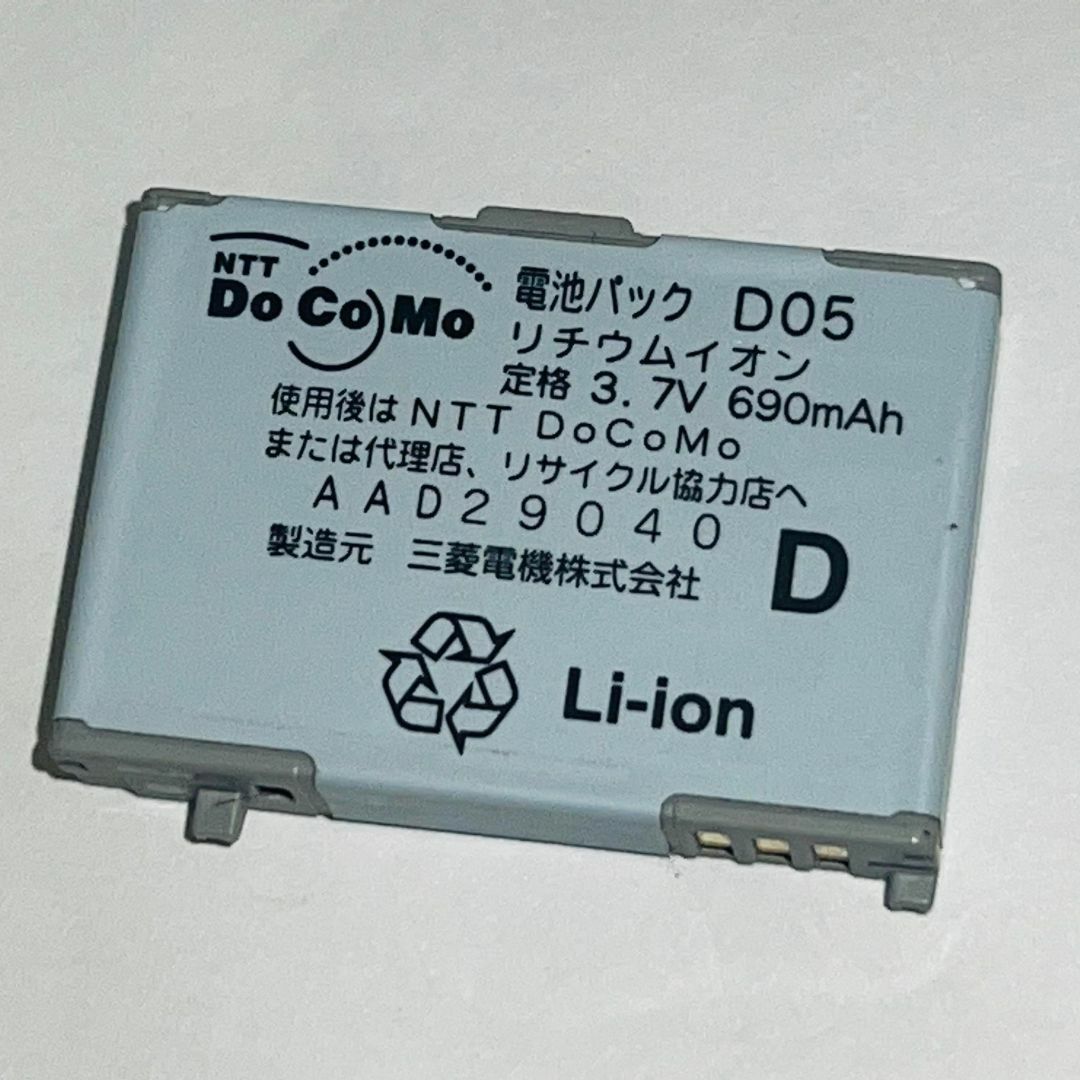 NTT
DoCoMo
電池パック D05
リチウムイオン
定格 3.7V 690mAh
使用後はNTT DoCoMo
または代理店、リサイクル協力店へ
AAD29040
製造元 三菱電機株式会社
D
Li-ion